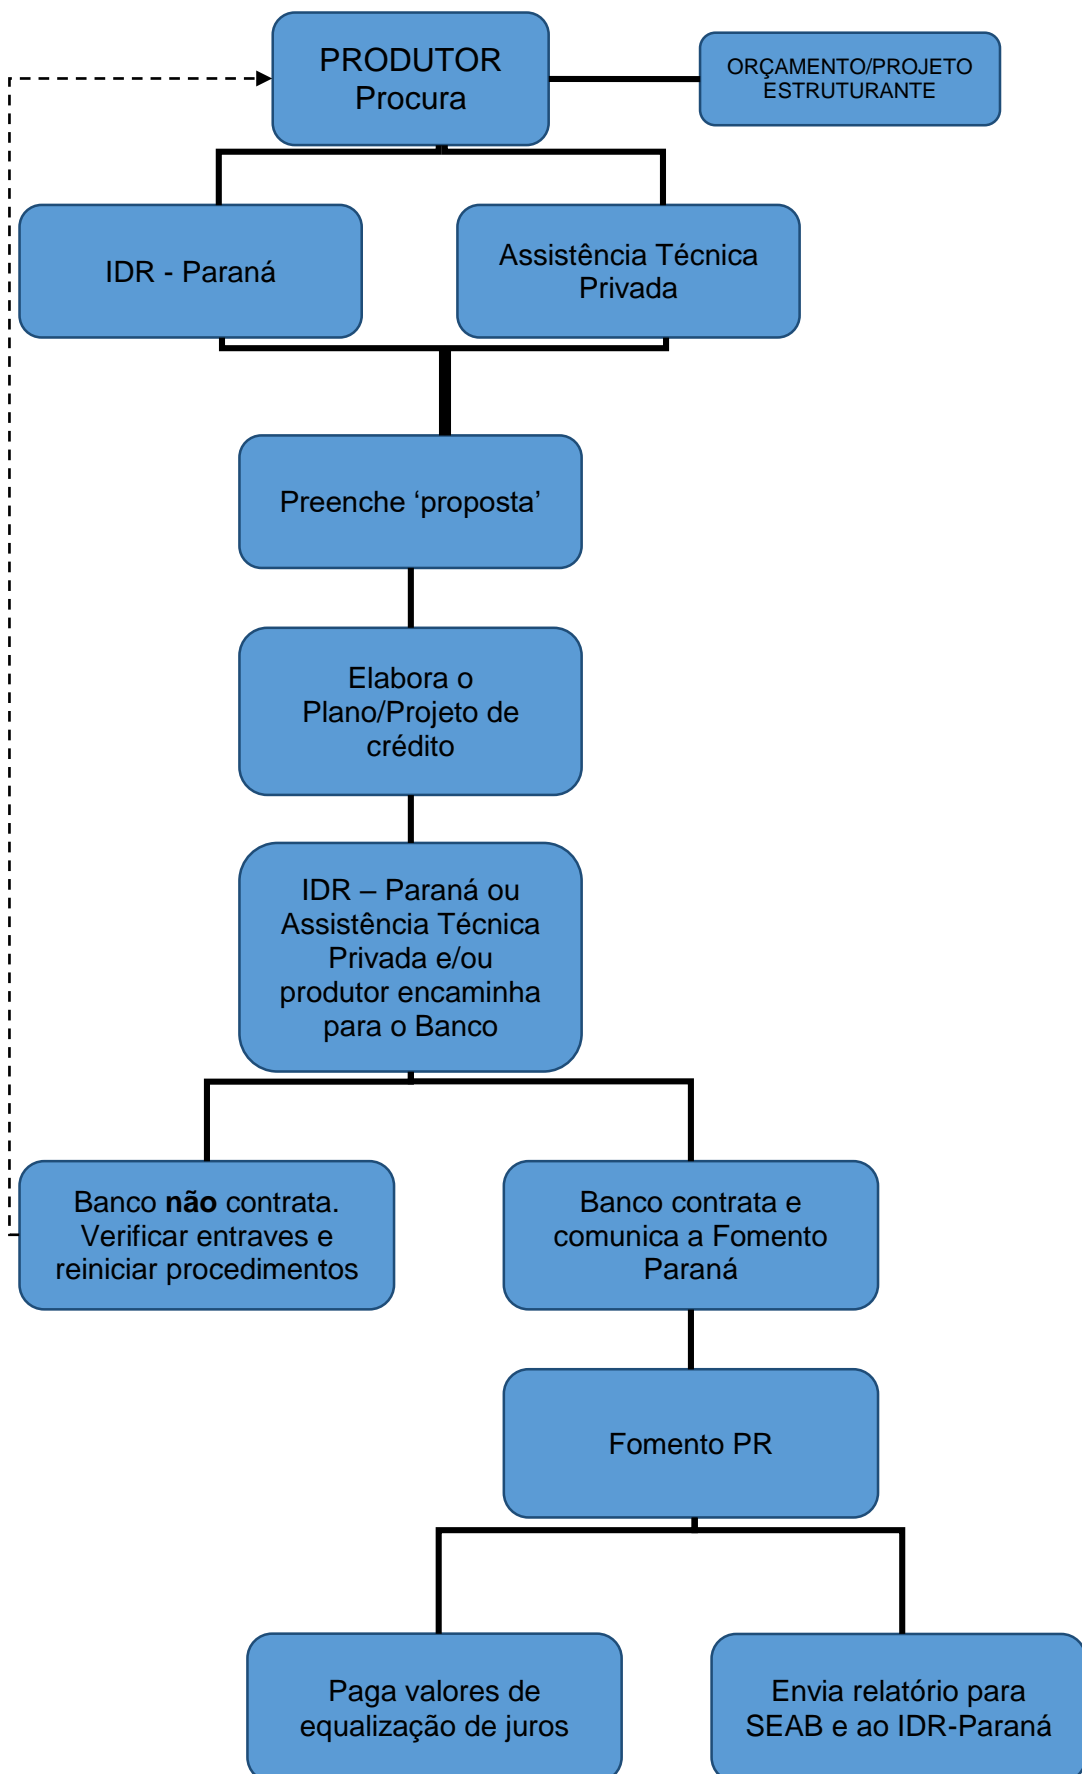 PRODUTOR
Procura
ORÇAMENTO/PROJETO
ESTRUTURANTE
IDR - Paraná
Assistência Técnica
Privada
Preenche ‘proposta’
Elabora o
Plano/Projeto de
crédito
IDR – Paraná ou
Assistência Técnica
Privada e/ou
produtor encaminha
para o Banco
Banco não contrata.
Verificar entraves e
reiniciar procedimentos
Banco contrata e
comunica a Fomento
Paraná
Fomento PR
Paga valores de
equalização de juros
Envia relatório para
SEAB e ao IDR-Paraná